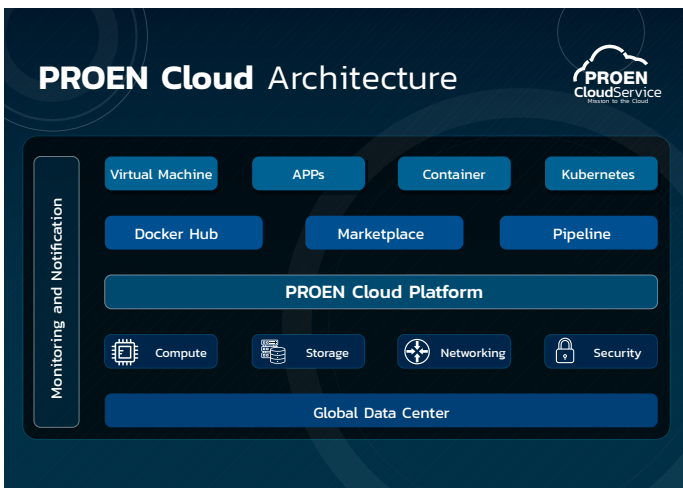 PROEN Cloud Architecture
PROEN
CloudService
Mission to the Cloud
Monitoring and Notification
Virtual Machine
APPs
Container
Kubernetes
Docker Hub
Marketplace
Pipeline
PROEN Cloud Platform
Compute
Storage
Networking
Security
Global Data Center